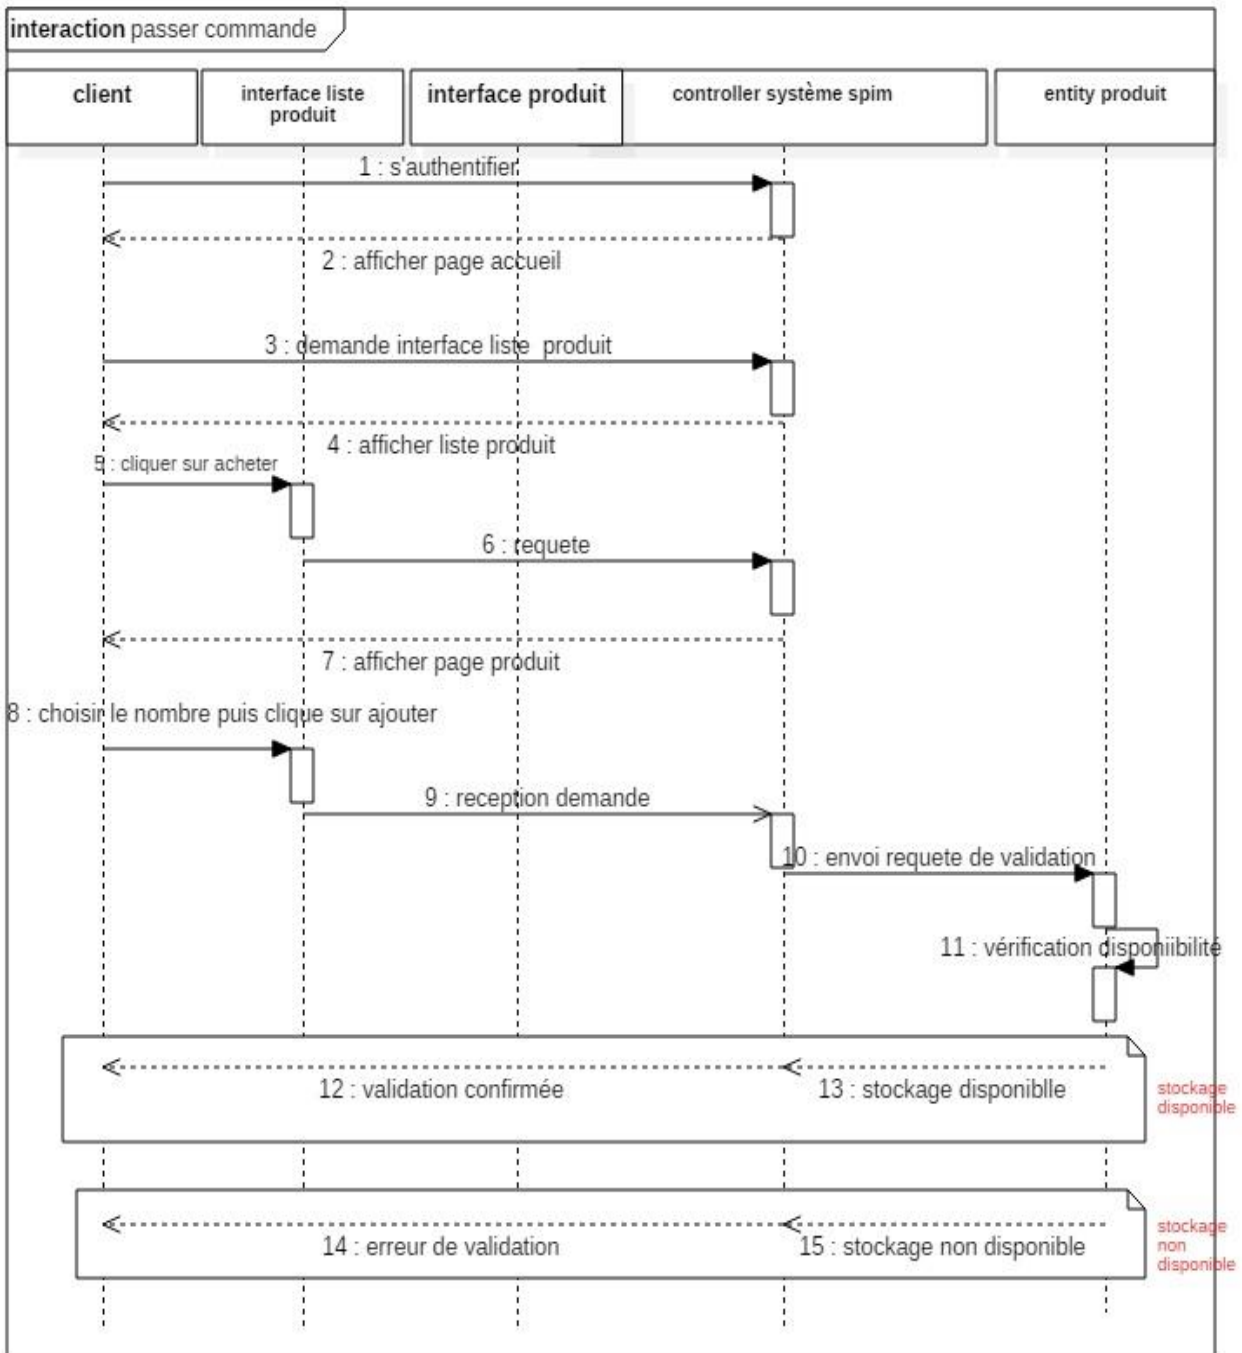 interaction passer commande
client
interface liste
produit
interface produit
controller système spim
entity produit
1 : s'authentifier
2 : afficher page accueil
3 : demande interface liste produit
4 : afficher liste produit
5 : cliquer sur acheter
6 : requete
7 : afficher page produit
8 : choisir le nombre puis clique sur ajouter
9 : reception demande
10 : envoi requete de validation
11 : vérification disponiibilité
12 : validation confirmée
13 : stockage disponiblle
stockage
disponible
14 : erreur de validation
15 : stockage non disponible
stockage
non
disponible